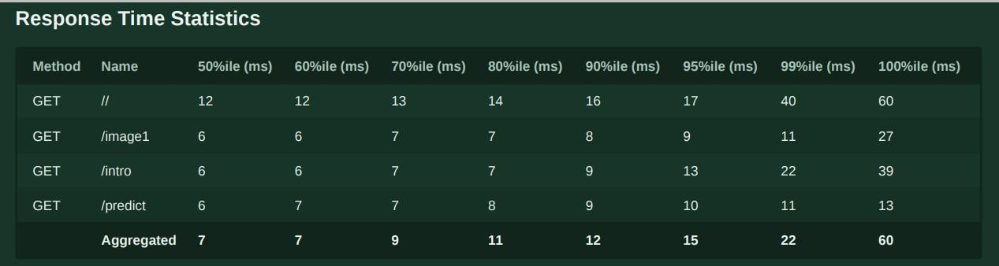 Response Time Statistics
Method Name 50%ile (ms) 60%ile (ms) 70%ile (ms) 80%ile (ms) 90%ile (ms) 95%ile (ms) 99%ile (ms) 100%ile (ms)
GET // 12 12 13 14 16 17 40 60
GET /image1 6 6 7 7 8 9 11 27
GET /intro 6 6 7 7 9 13 22 39
GET /predict 6 7 7 8 9 10 11 13
Aggregated 7 7 9 11 12 15 22 60